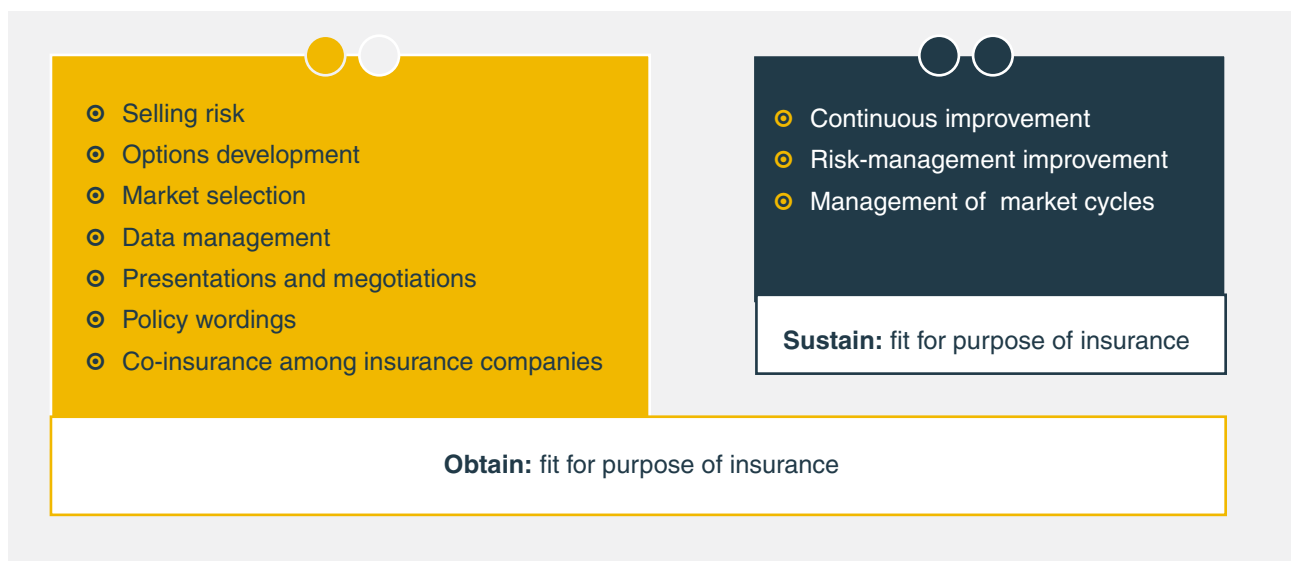 Selling risk
Options development
Market selection
Data management
Presentations and megotiations
Policy wordings
Co-insurance among insurance companies
Continuous improvement
Risk-management improvement
Management of  market cycles
Sustain: fit for purpose of insurance
Obtain: fit for purpose of insurance